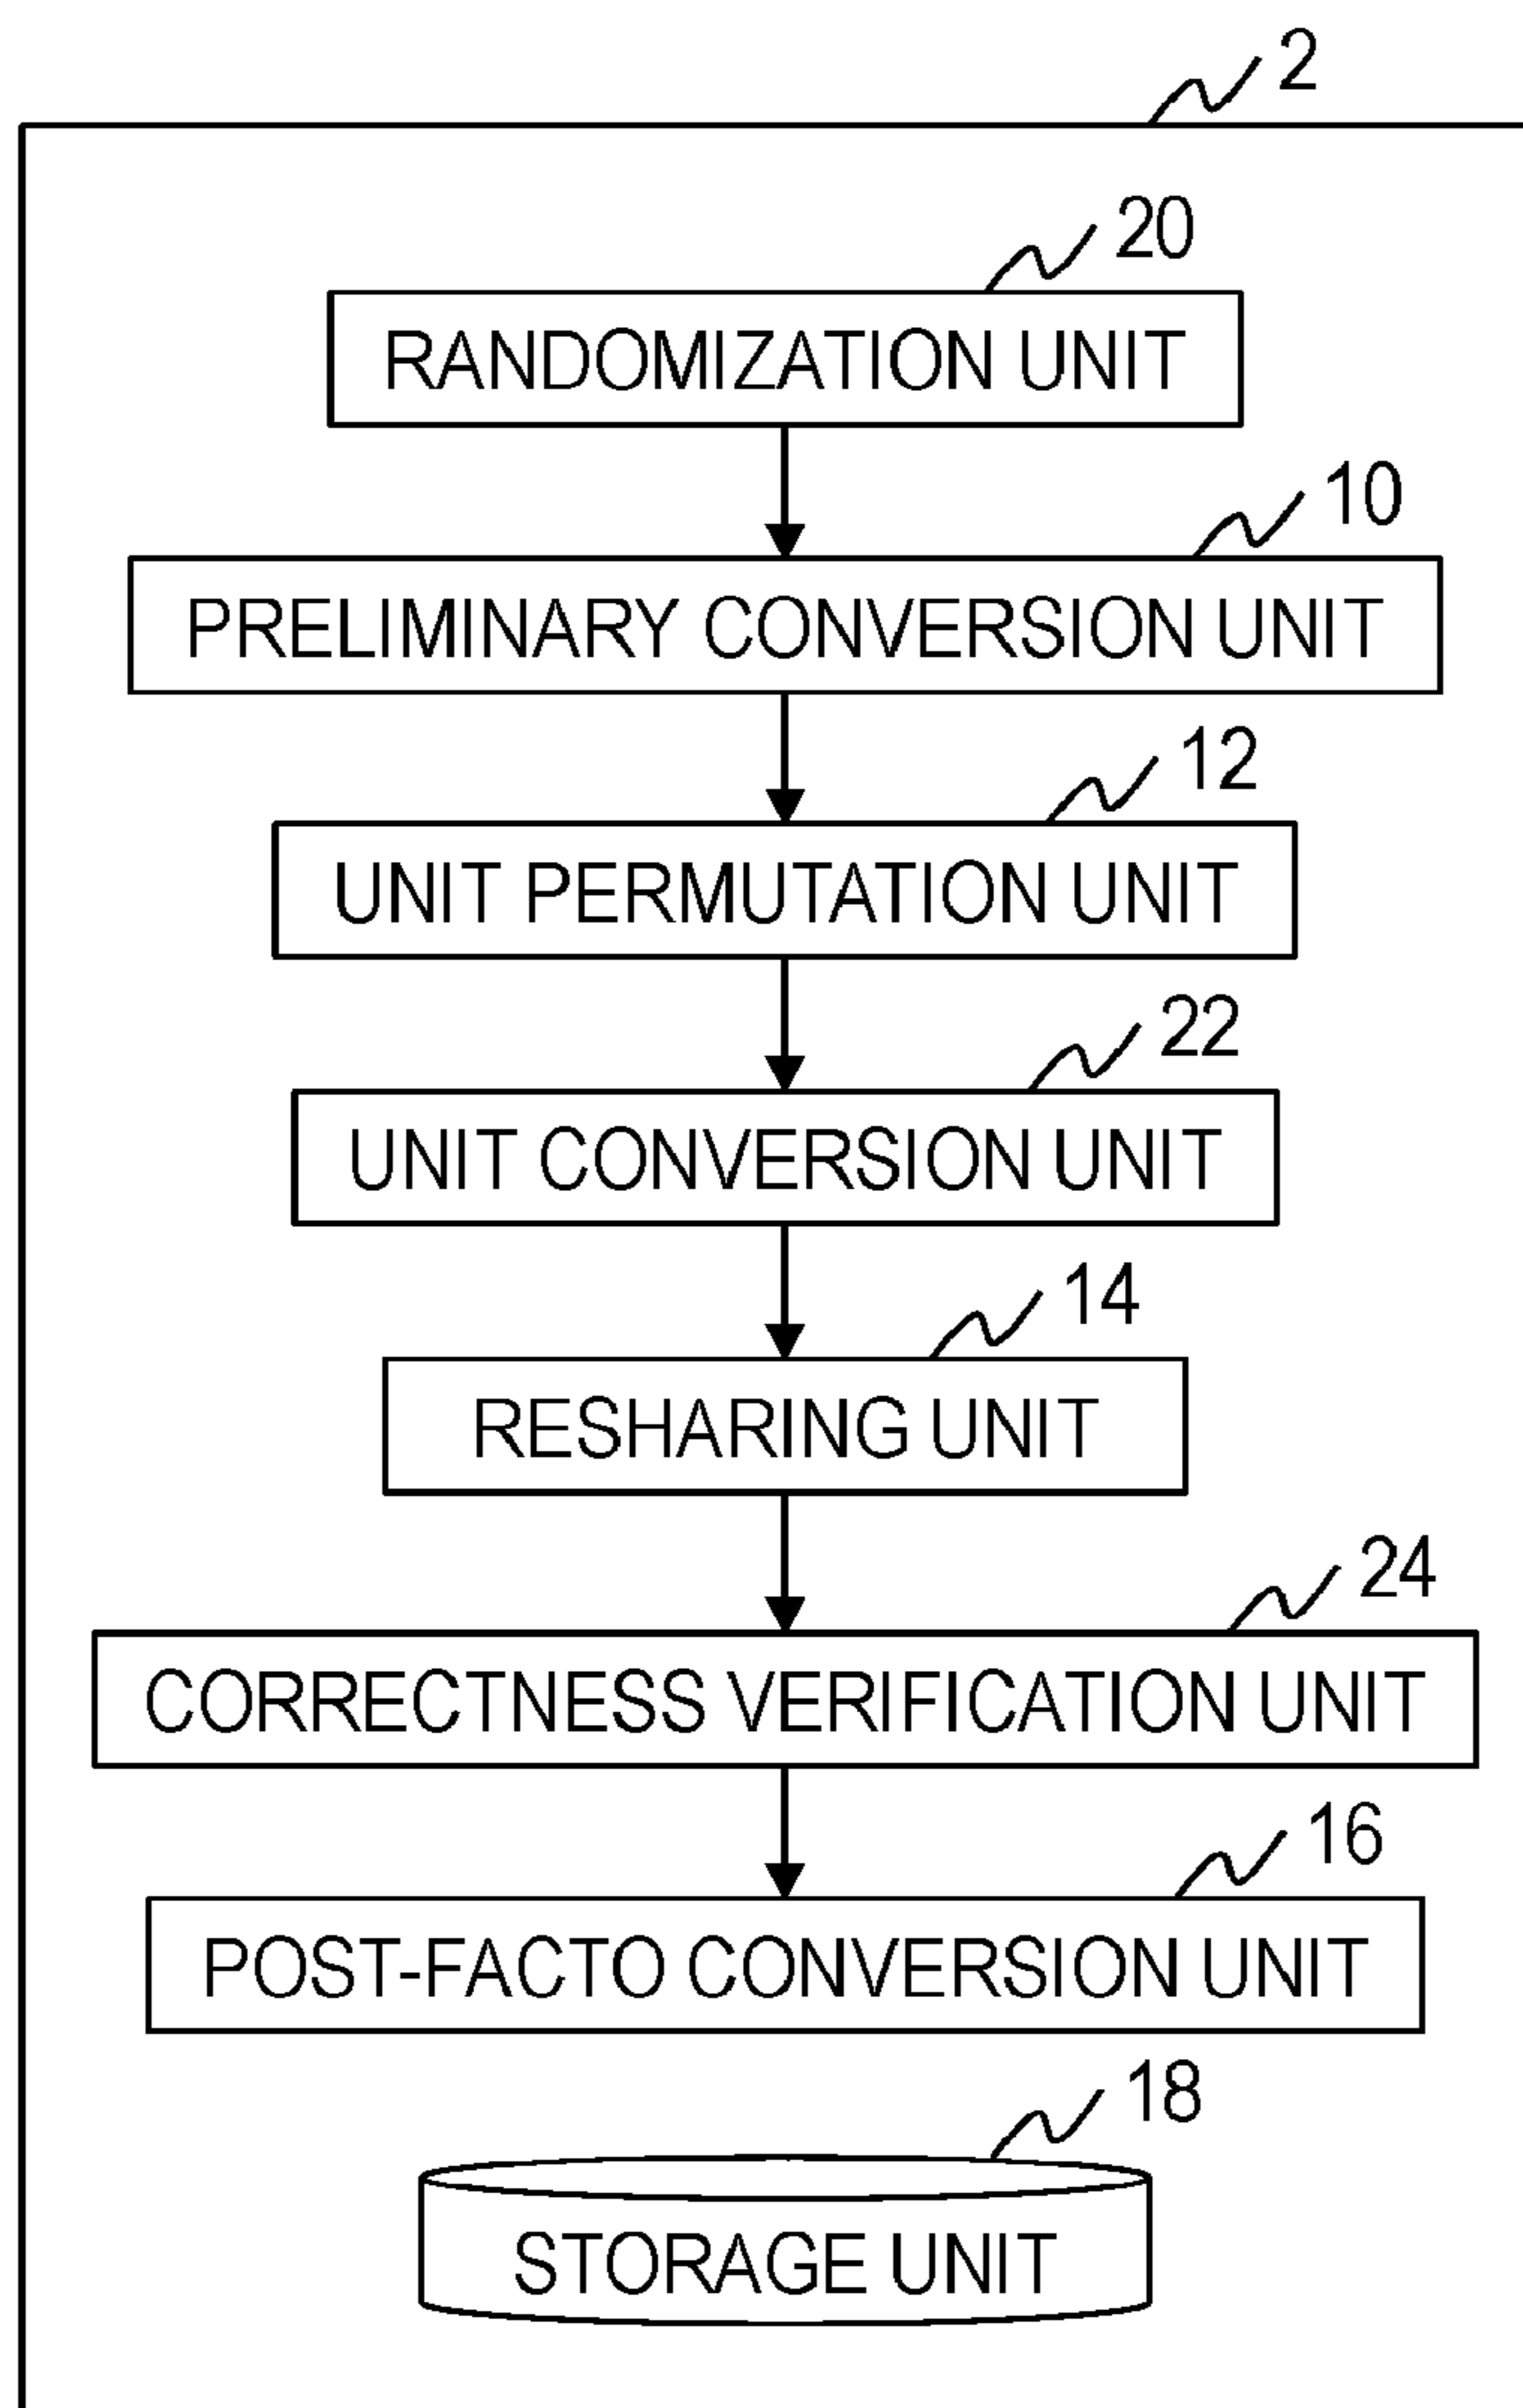 2
20
RANDOMIZATION UNIT
10
PRELIMINARY CONVERSION UNIT
12
UNIT PERMUTATION UNIT
22
UNIT CONVERSION UNIT
14
RESHARING UNIT
24
CORRECTNESS VERIFICATION UNIT
16
POST-FACTO CONVERSION UNIT
18
STORAGE UNIT